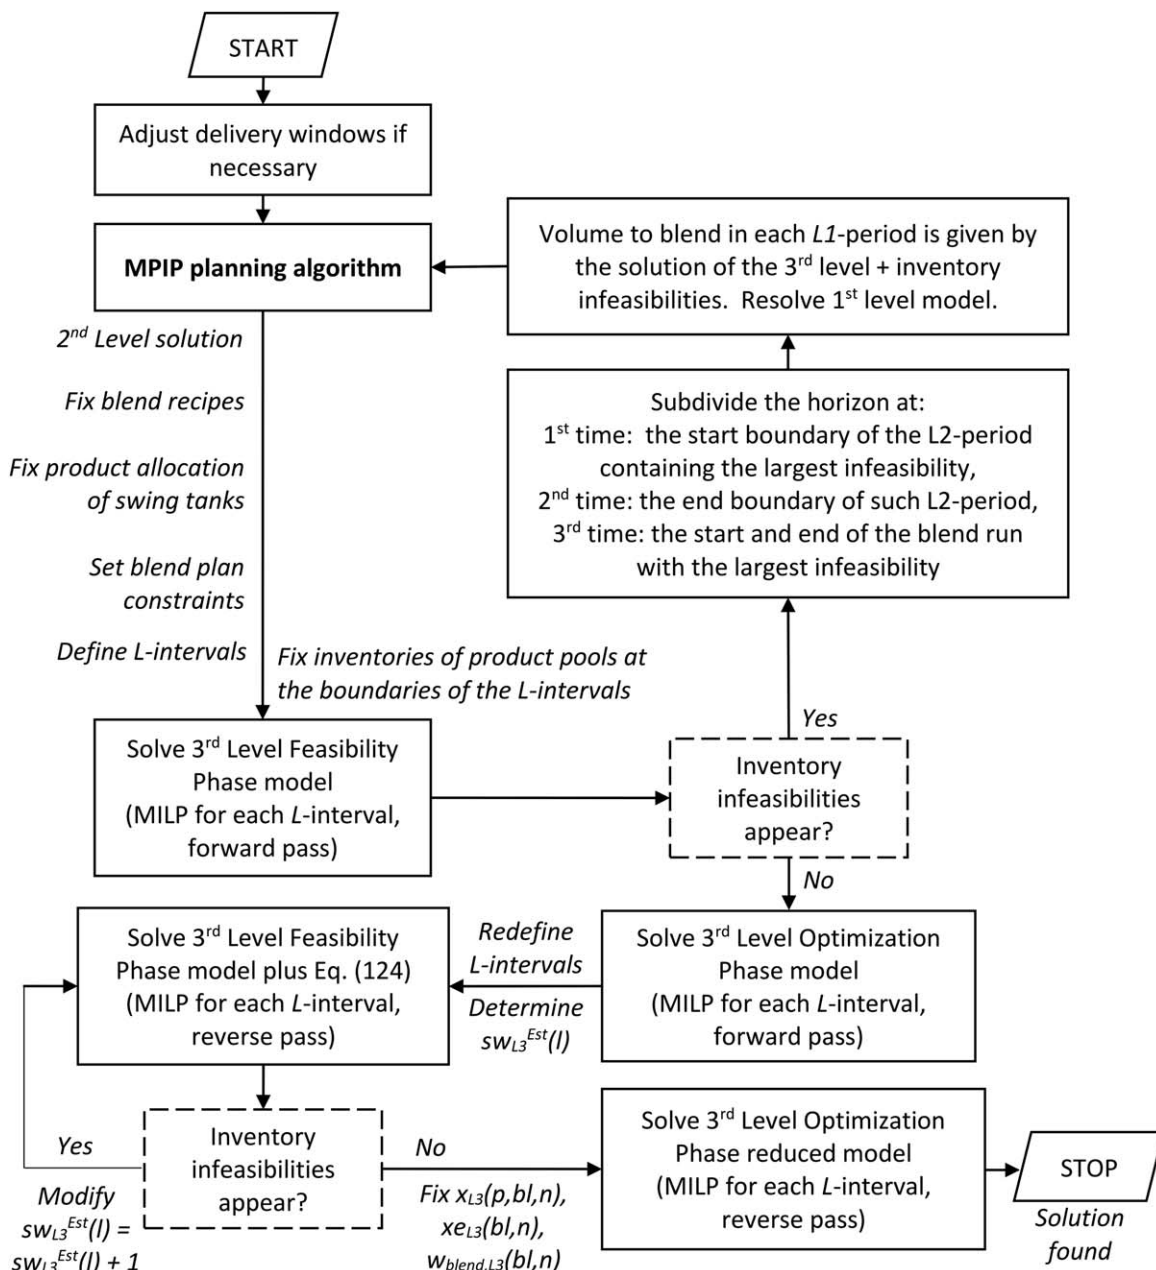 START
Adjust delivery windows if
necessary
MPIP planning algorithm
Volume to blend in each L1-period is given by
the solution of the 3rd level + inventory
infeasibilities. Resolve 1st level model.
2nd Level solution
Fix blend recipes
Fix product allocation
of swing tanks
Set blend plan
constraints
Define L-intervals
Fix inventories of product pools at
the boundaries of the L-intervals
Subdivide the horizon at:
1st time: the start boundary of the L2-period
containing the largest infeasibility,
2nd time: the end boundary of such L2-period,
3rd time: the start and end of the blend run
with the largest infeasibility
Yes
Solve 3rd Level Feasibility
Phase model
(MILP for each L-interval,
forward pass)
Inventory
infeasibilities
appear?
No
Solve 3rd Level Optimization
Phase model
(MILP for each L-interval,
forward pass)
Redefine
L-intervals
Determine
swL3Est(l)
Solve 3rd Level Feasibility
Phase model plus Eq. (124)
(MILP for each L-interval,
reverse pass)
Inventory
infeasibilities
appear?
Yes
Modify
swL3Est(l) =
swL3Est(l) + 1
No
Fix xL3(p,bl,n),
xeL3(bl,n),
wblend,L3(bl,n)
Solve 3rd Level Optimization
Phase reduced model
(MILP for each L-interval,
reverse pass)
STOP
Solution
found